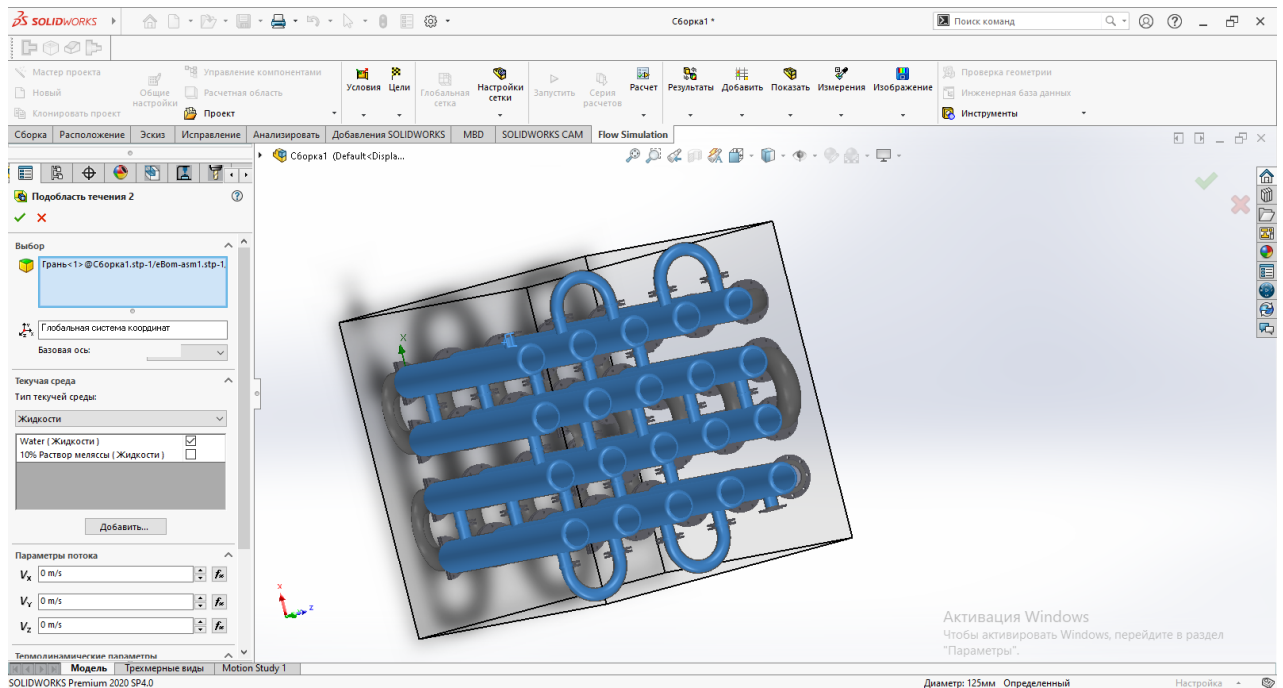 SOLIDWORKS
Сборка1 *
Поиск команд
Мастер проекта
Новый
Клонировать проект
Общие настройки
Управление компонентами
Расчетная область
Проект
Условия
Цели
Глобальная сетка
Настройки сетки
Запустить
Серия расчетов
Расчет
Результаты
Добавить
Показать
Измерения
Изображение
Проверка геометрии
Инженерная база данных
Инструменты
Сборка Расположение Эскиз Исправление Анализировать Добавления SOLIDWORKS MBD SOLIDWORKS CAM Flow Simulation
Сборка1 (Default<Displa...
Подобласть течения 2
Выбор
Грань<1>@Сборка1.stp-1/eBom-asm1.stp-1,
Глобальная система координат
Базовая ось:
Текучая среда
Тип текучей среды:
Жидкости
Water ( Жидкости )
10% Раствор меляссы ( Жидкости )
Добавить...
Параметры потока
Vx 0 m/s
VY 0 m/s
Vz 0 m/s
Термодинамические параметры
X
x
z
Активация Windows
Чтобы активировать Windows, перейдите в раздел
"Параметры".
Модель Трехмерные виды Motion Study 1
SOLIDWORKS Premium 2020 SP4.0
Диаметр: 125мм Определенный Настройка